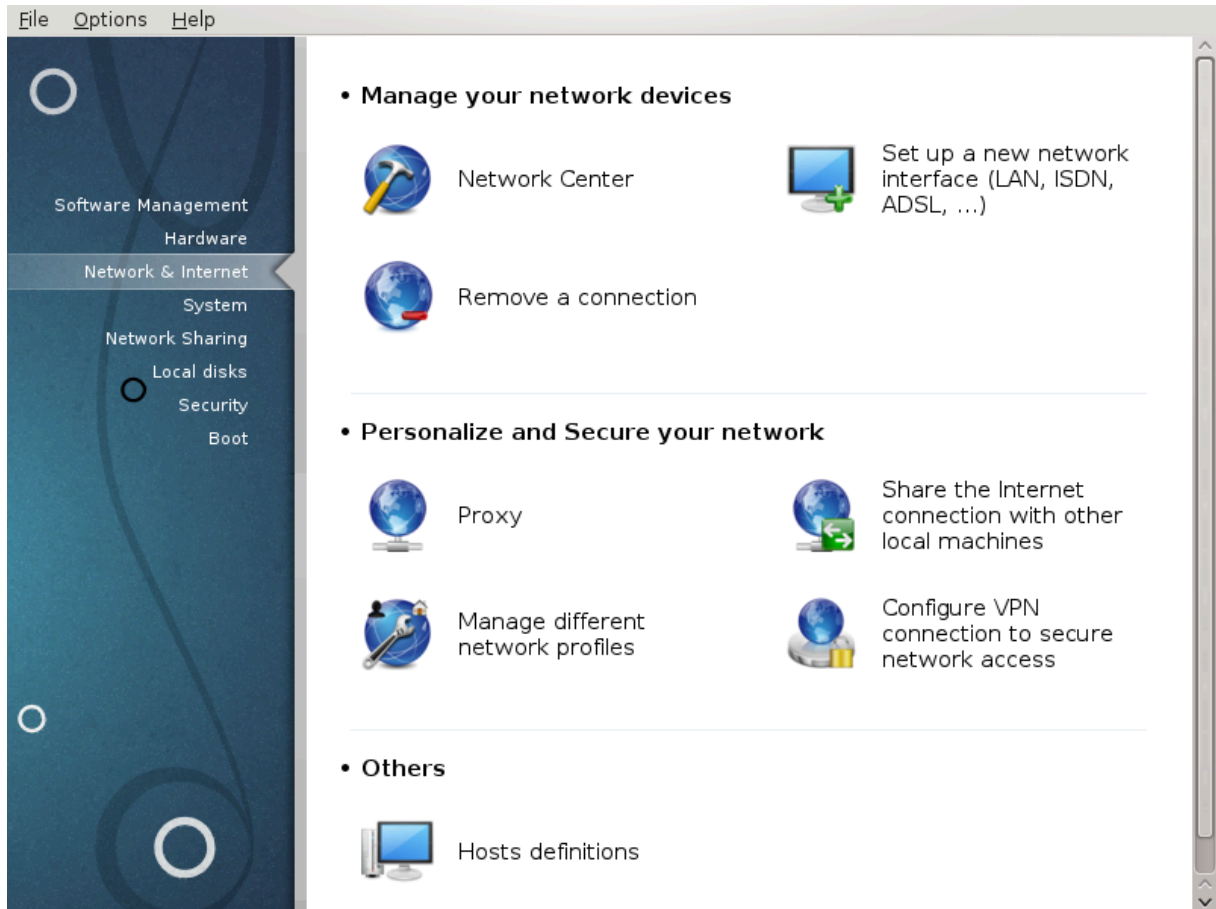 File Options Help
Software Management
Hardware
Network & Internet
System
Network Sharing
Local disks
Security
Boot
• Manage your network devices
Network Center
Set up a new network
interface (LAN, ISDN,
ADSL, ...)
Remove a connection
• Personalize and Secure your network
Proxy
Share the Internet
connection with other
local machines
Manage different
network profiles
Configure VPN
connection to secure
network access
• Others
Hosts definitions